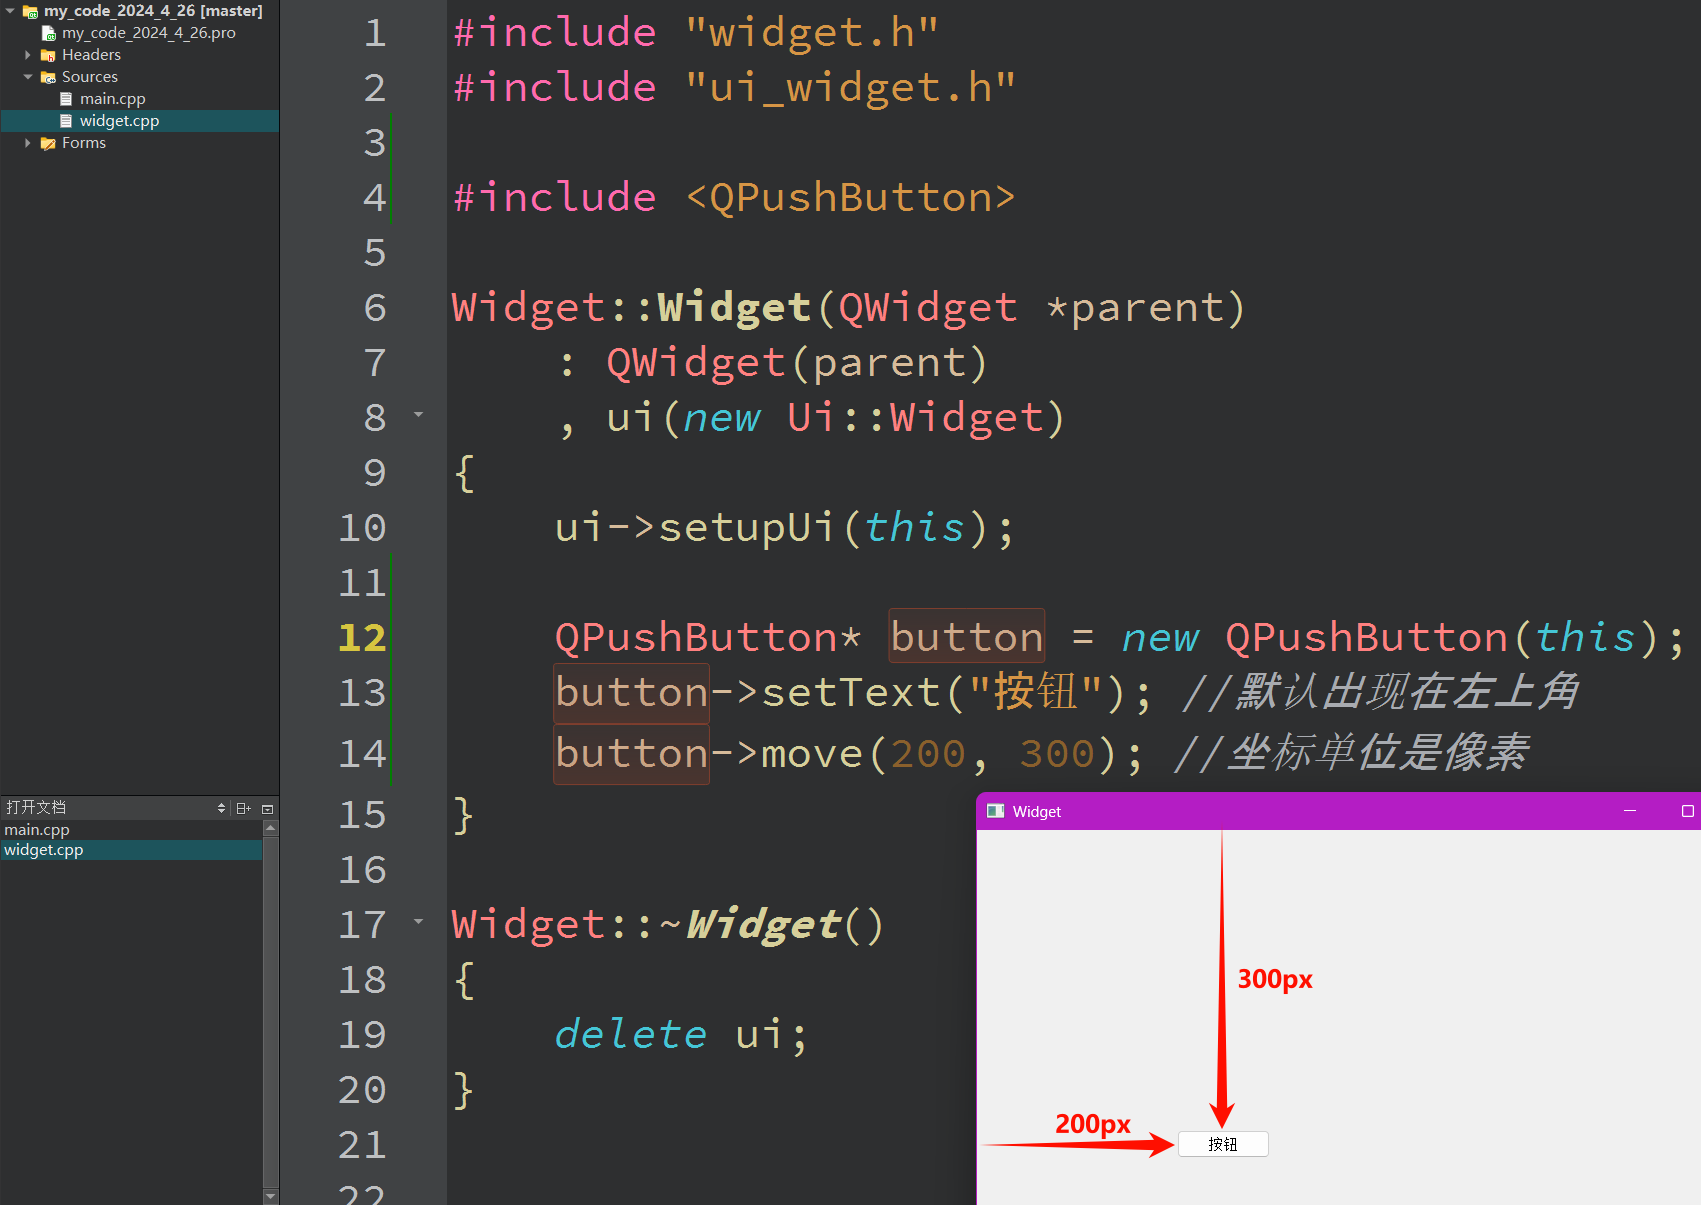 my_code_2024_4_26 [master]
my_code_2024_4_26.pro
Headers
Sources
main.cpp
widget.cpp
Forms
打开文档
main.cpp
widget.cpp
1 #include "widget.h"
2 #include "ui_widget.h"
3
4 #include <QPushButton>
5
6 Widget::Widget(QWidget *parent)
7     : QWidget(parent)
8     , ui(new Ui::Widget)
9 {
10     ui->setupUi(this);
11
12     QPushButton* button = new QPushButton(this);
13     button->setText("按钮"); //默认出现在左上角
14     button->move(200, 300); //坐标单位是像素
15 }
16
17 Widget::~Widget()
18 {
19     delete ui;
20 }
21
22
Widget
300px
200px
按钮